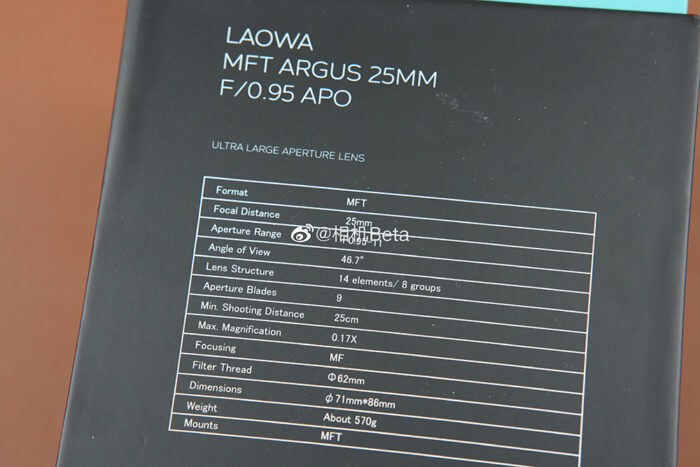 LAOWA
MFT ARGUS 25MM
F/0.95 APO
ULTRA LARGE APERTURE LENS
Format MFT
Focal Distance 25mm
Aperture Range
@相机Beta
Angle of View 46.7°
Lens Structure 14 elements/ 8 groups
Aperture Blades 9
Min. Shooting Distance 25cm
Max. Magnification 0.17X
Focusing MF
Filter Thread Φ62mm
Dimensions φ71mm*86mm
Weight About 570g
Mounts MFT